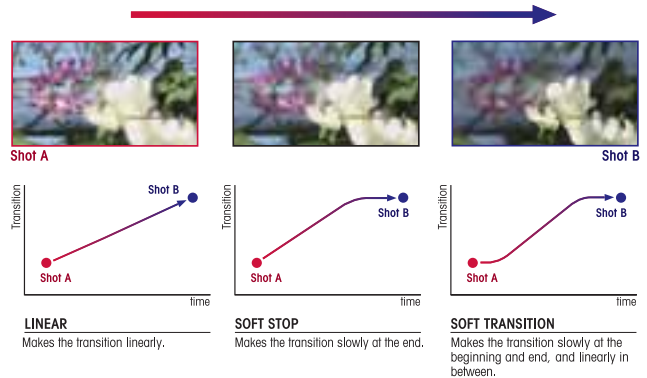 Shot A
Shot B
Transition
Shot B
Shot A
time
Transition
Shot B
Shot A
time
Transition
Shot B
Shot A
time
LINEAR
Makes the transition linearly.
SOFT STOP
Makes the transition slowly at the end.
SOFT TRANSITION
Makes the transition slowly at the
beginning and end, and linearly in
between.